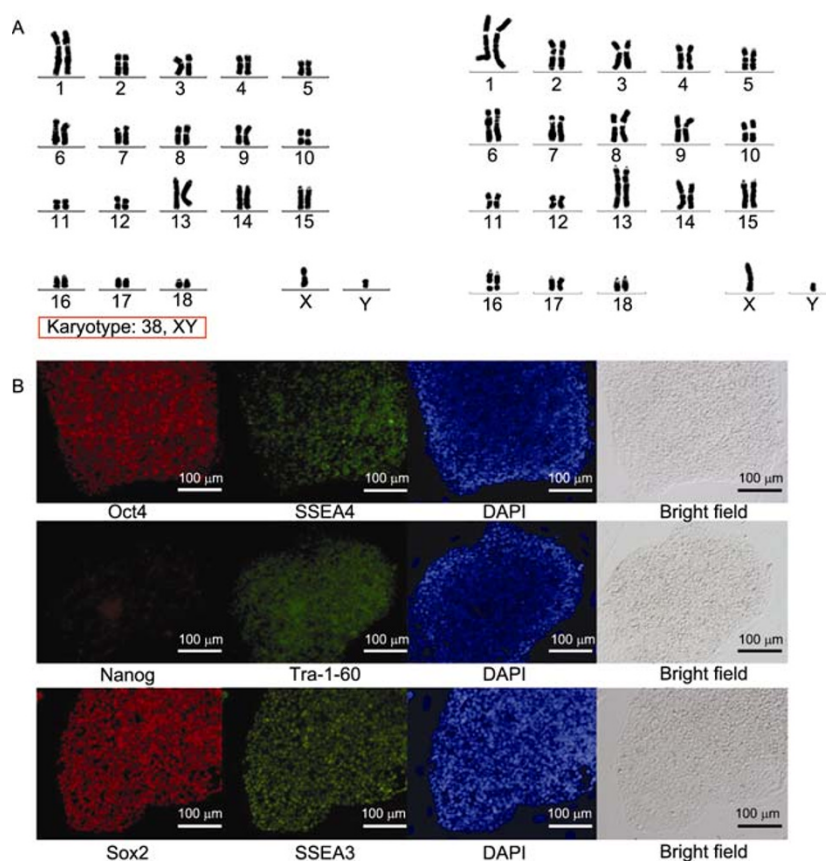 A
1 2 3 4 5 1 2 3 4 5
6 7 8 9 10 6 7 8 9 10
11 12 13 14 15 11 12 13 14 15
16 17 18 X Y 16 17 18 X Y
Karyotype: 38, XY
B
100 μm 100 μm 100 μm 100 μm
Oct4 SSEA4 DAPI Bright field
100 μm 100 μm 100 μm 100 μm
Nanog Tra-1-60 DAPI Bright field
100 μm 100 μm 100 μm 100 μm
Sox2 SSEA3 DAPI Bright field